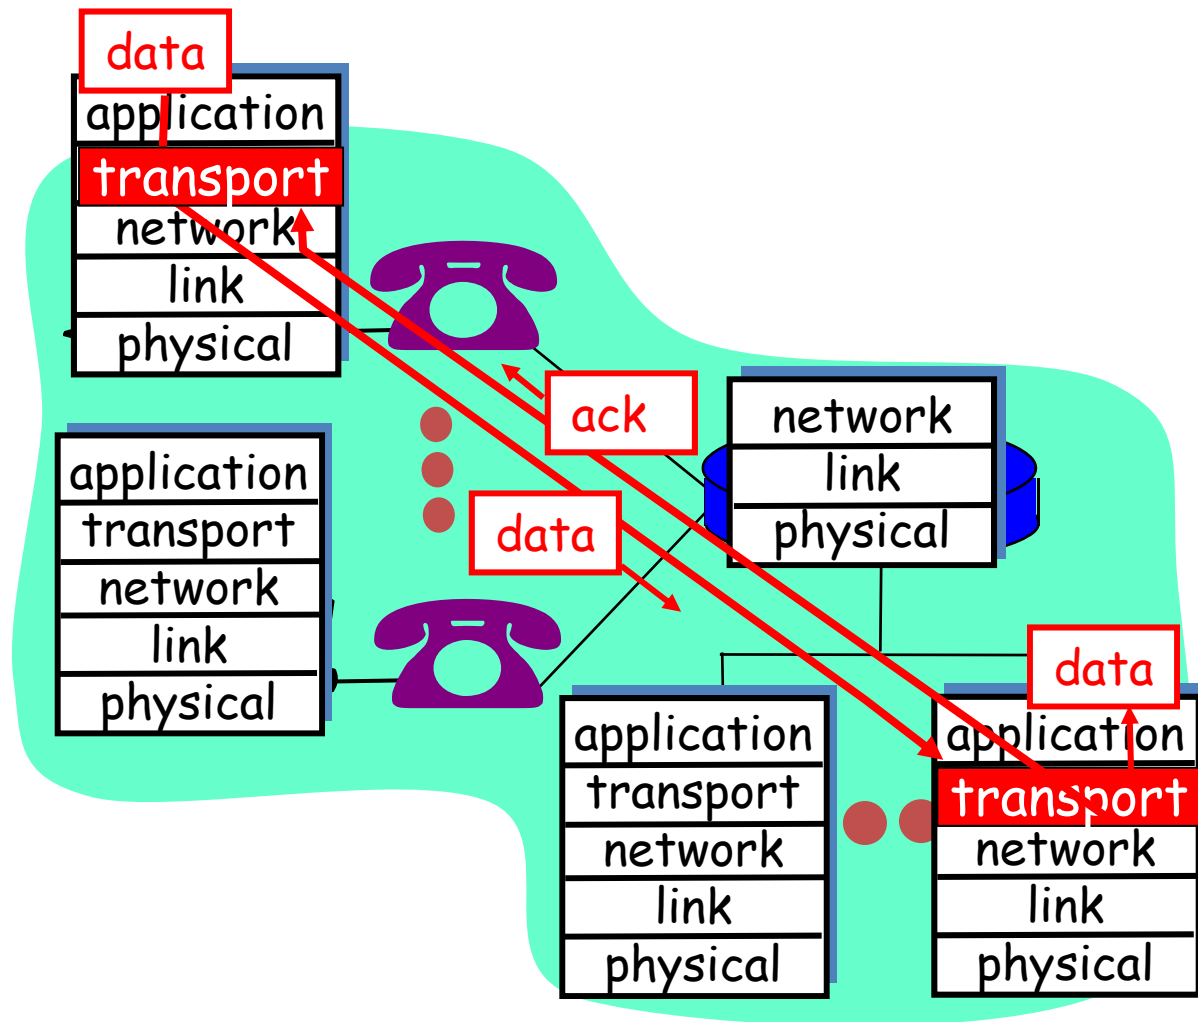 data
application
transport
network
link
physical
application
transport
network
link
physical
ack
data
network
link
physical
application
transport
network
link
physical
data
application
transport
network
link
physical